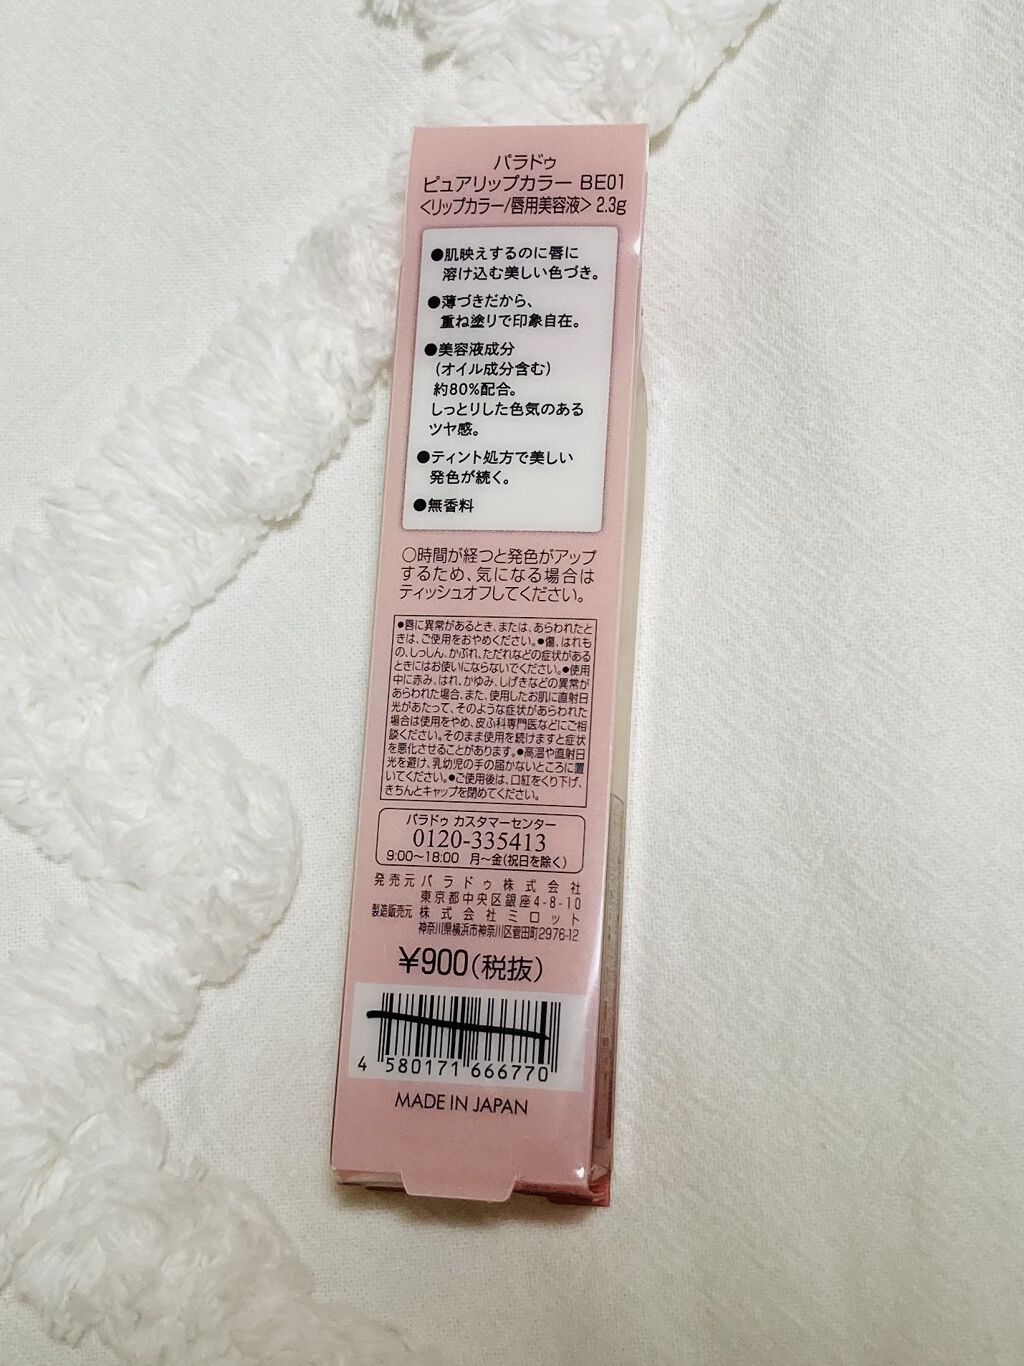 パラドゥ
ピュアリップカラー BE01
<リップカラー/唇用美容液> 2.3g
●肌映えするのに唇に
溶け込む美しい色づき。
●薄づきだから、
重ね塗りで印象自在。
●美容液成分
(オイル成分含む)
約80%配合。
しっとりした色気のある
ツヤ感。
●ティント処方で美しい
発色が続く。
●無香料
○時間が経つと発色がアップ
するため、気になる場合は
ティッシュオフしてください。
●唇に異常があるとき、または、あらわれたと
きは、ご使用をおやめください。●傷、はれも
の、しっしん、かぶれ、ただれなどの症状がある
ときにはお使いにならないでください。●使用
中に赤み、はれ、かゆみ、しげきなどの異常が
あらわれた場合、また、使用したお肌に直射日
光があたって、そのような症状があらわれた
場合は使用をやめ、皮ふ科専門医などにご相
談ください。そのまま使用を続けますと症状
を悪化させることがあります。●高温や直射日
光を避け、乳幼児の手の届かないところに置
いてください。●ご使用後は、口紅をくり下げ、
きちんとキャップを閉めてください。
パラドゥ カスタマーセンター
0120-335413
9:00~18:00 月~金(祝日を除く)
発売元 パラドゥ株式会社
東京都中央区銀座4-8-10
製造販売元 株式会社ミロット
神奈川県横浜市神奈川区菅田町2976-12
¥900(税抜)
4 580171 666770
MADE IN JAPAN